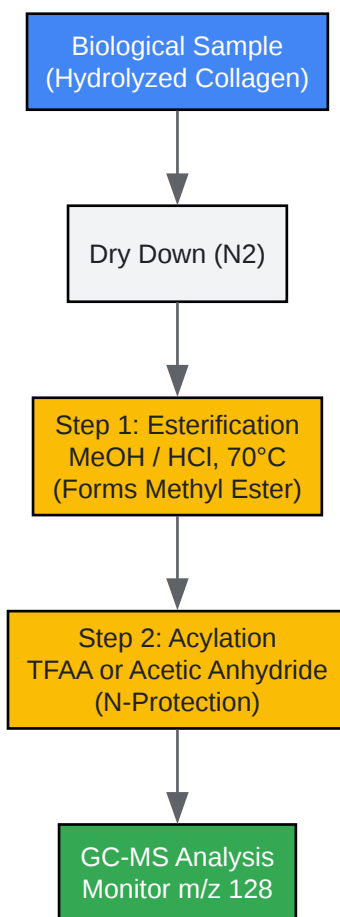 Biological Sample
(Hydrolyzed Collagen)
Dry Down (N2)
Step 1: Esterification
MeOH / HCl, 70°C
(Forms Methyl Ester)
Step 2: Acylation
TFAA or Acetic Anhydride
(N-Protection)
GC-MS Analysis
Monitor m/z 128